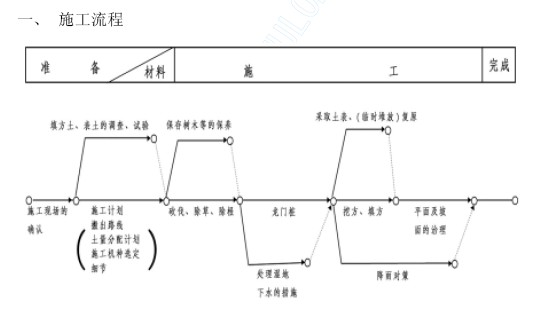 一、 施工流程
准 备 材料 施 工 完成
填方土、表土的调查、试验
保存树木等的保养
采取土表、(临时堆放)复原
施工现场的
确认
施工计划
搬出路线
土量分配计划
施工机种选定
细节
砍伐、除草、除根
龙门桩
挖方、填方
平面及坡
面的治理
处理湿地
下水的措施
降雨对策